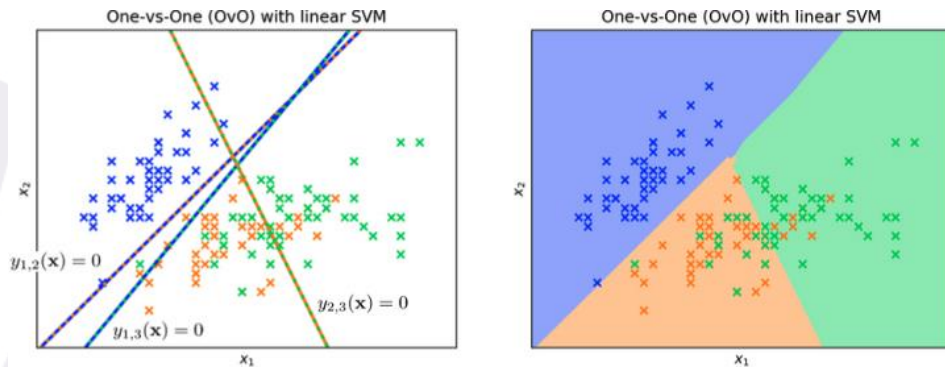 One-vs-One (OvO) with linear SVM
x₂
y₁,₂(𝐱) = 0
y₁,₃(𝐱) = 0
y₂,₃(𝐱) = 0
x₁
One-vs-One (OvO) with linear SVM
x₂
x₁